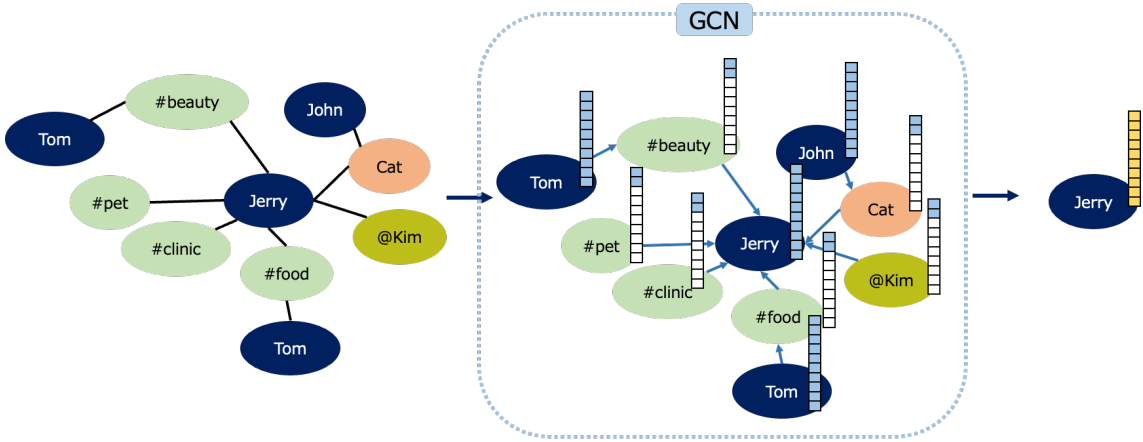 GCN
#beauty
Tom
John
Cat
#pet
Jerry
#clinic
@Kim
#food
Tom
#beauty
John
Tom
Cat
#pet
Jerry
#clinic
@Kim
#food
Tom
Jerry